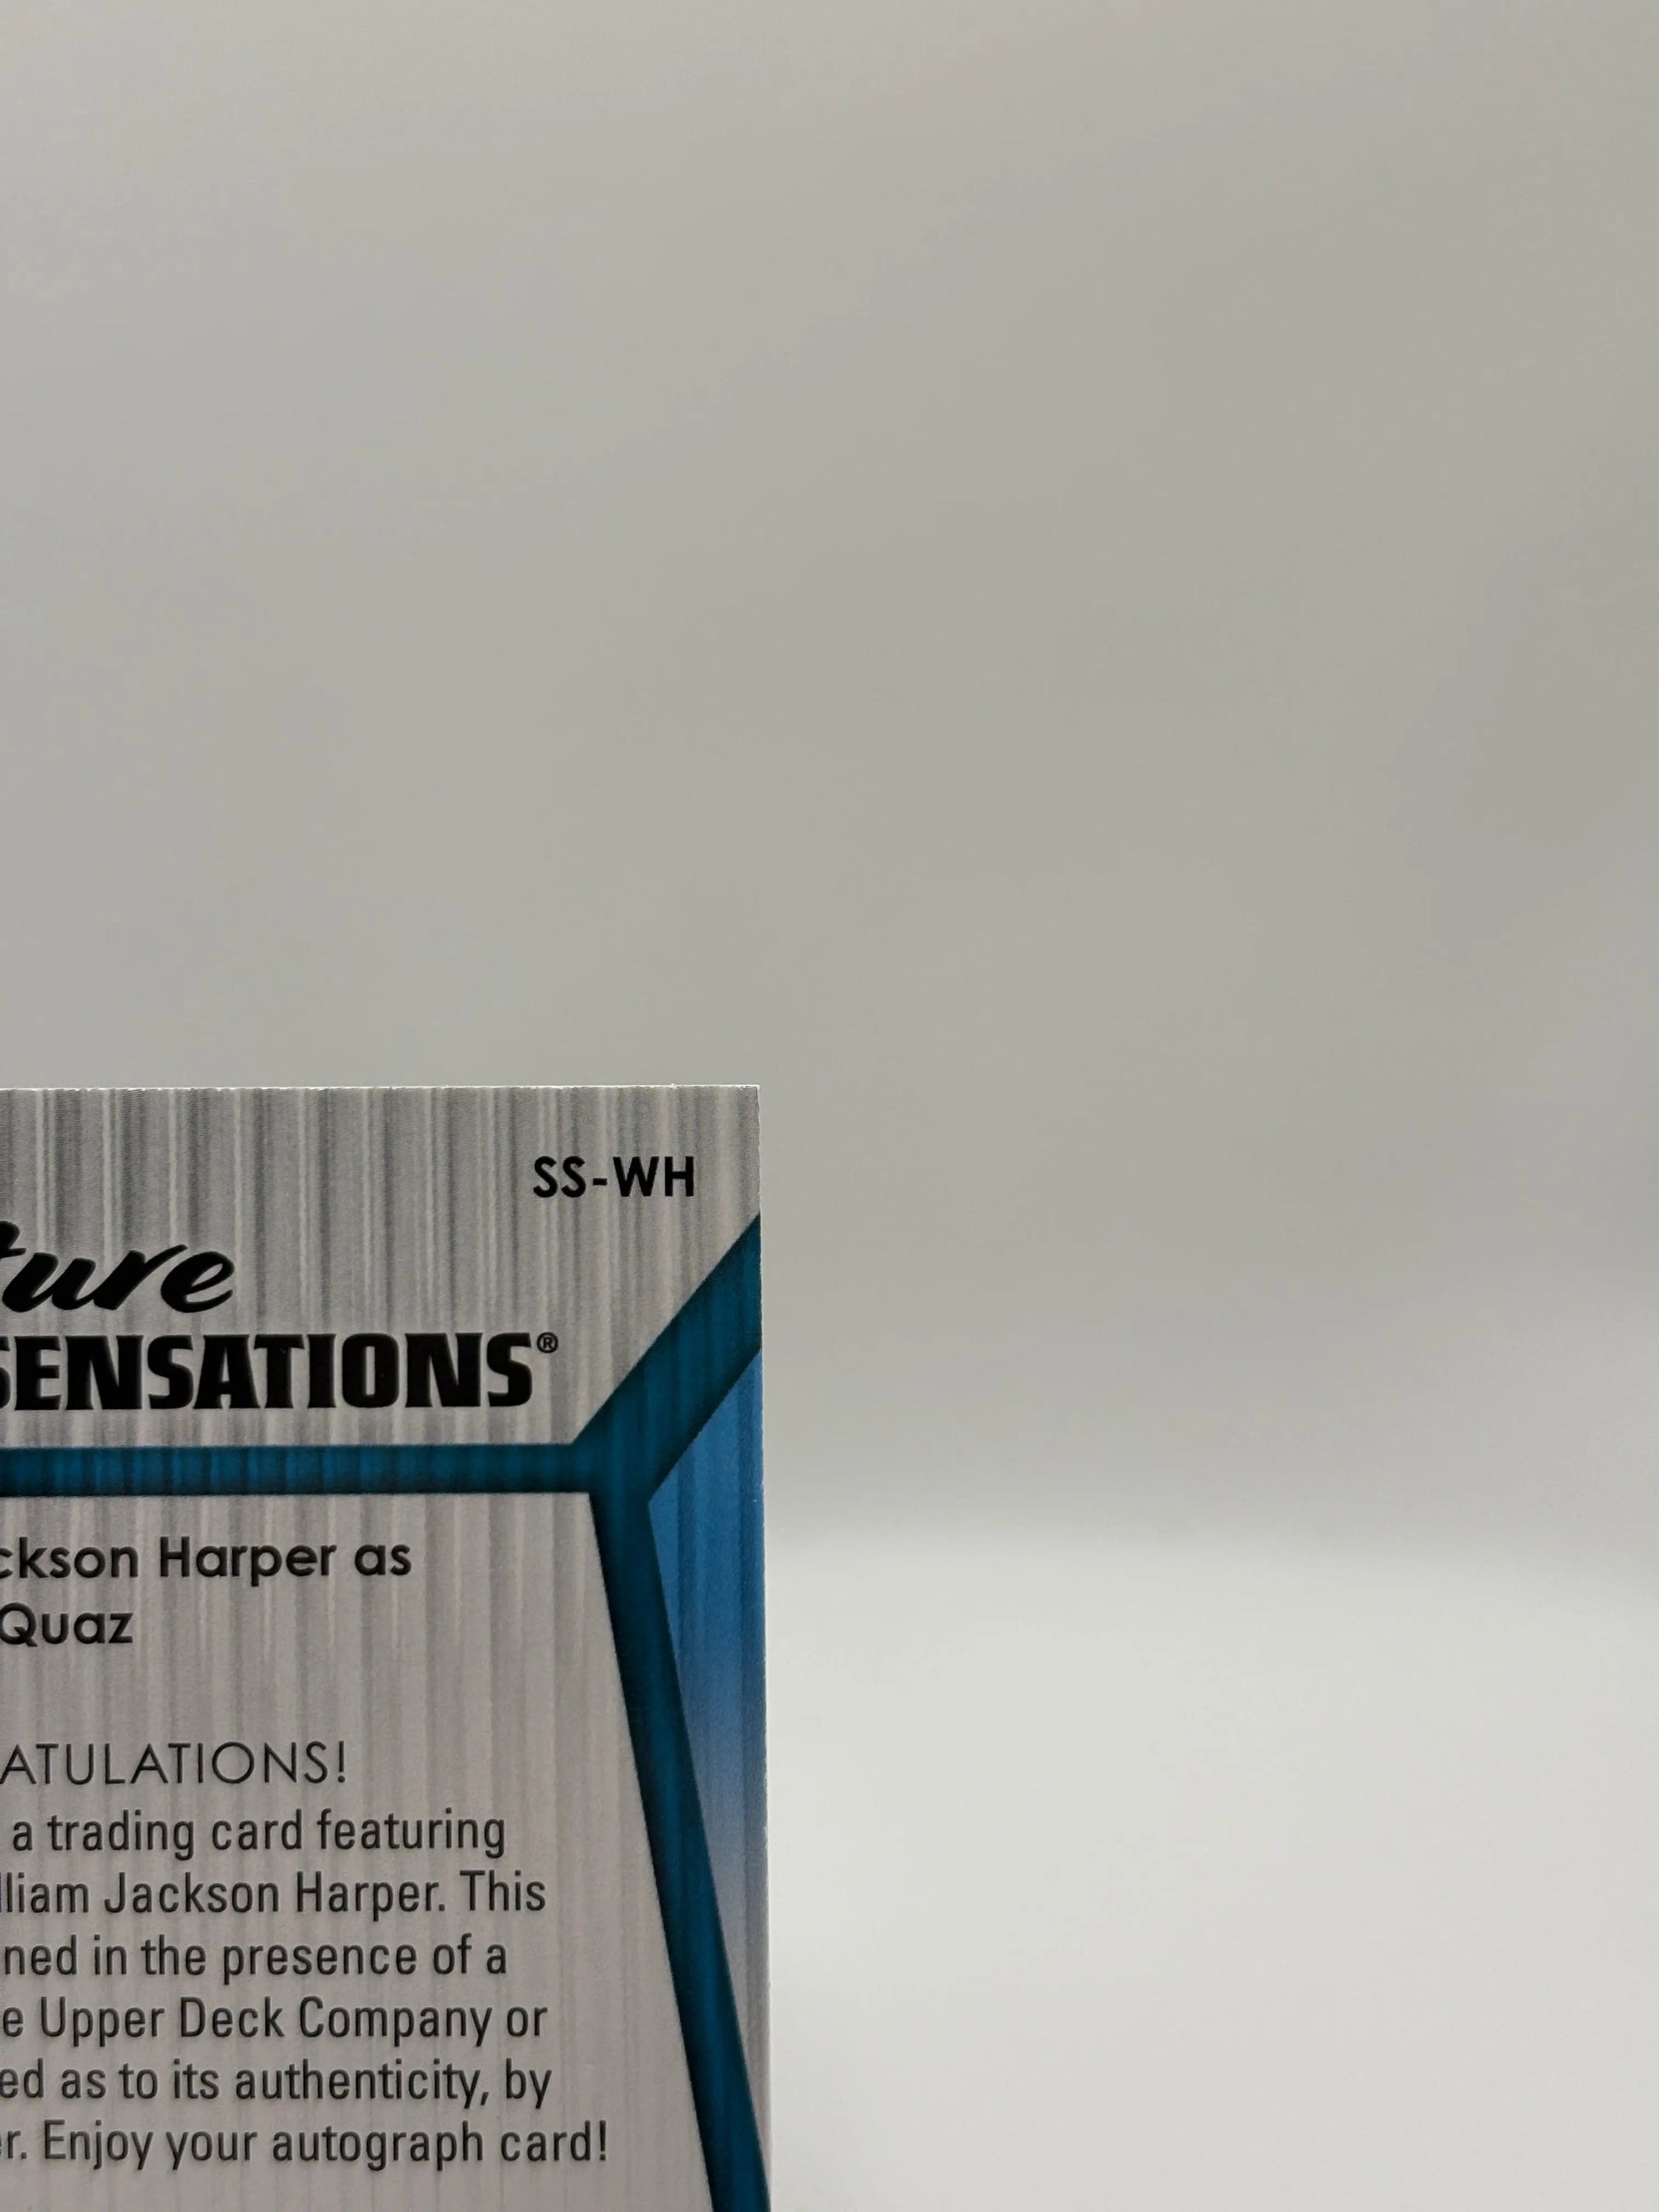 SS-WH
ture
SENSATIONS®
ckson Harper as
Quaz
ATULATIONS!
a trading card featuring
lliam Jackson Harper. This
ned in the presence of a
e Upper Deck Company or
ed as to its authenticity, by
r. Enjoy your autograph card!